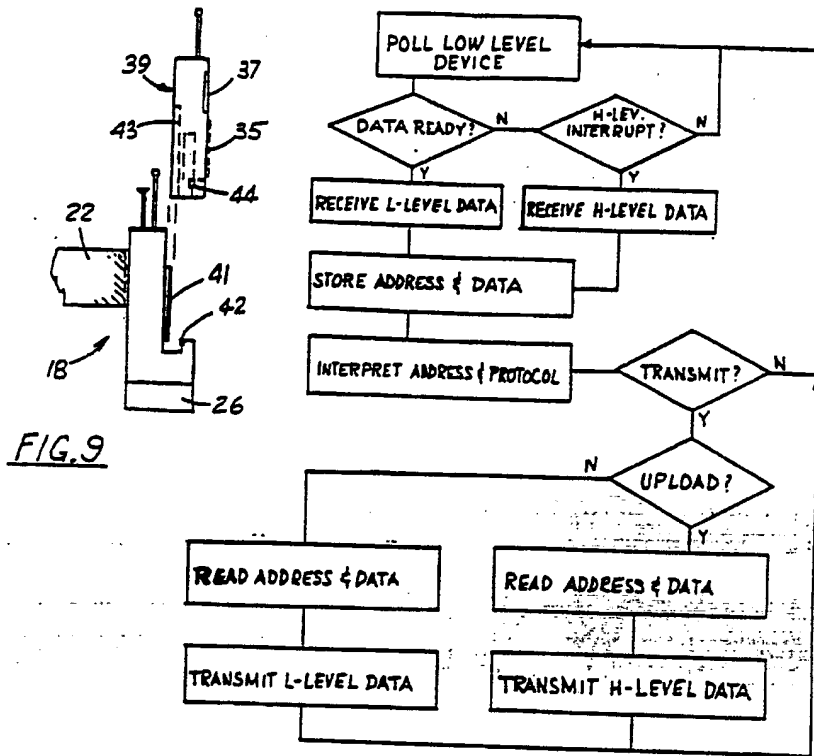 39
37
43
35
44
22
41
42
18
26
FIG.9
POLL LOW LEVEL
DEVICE
DATA READY?
N
H-LEV.
INTERRUPT?
N
Y
Y
RECEIVE L-LEVEL DATA
RECEIVE H-LEVEL DATA
STORE ADDRESS & DATA
INTERPRET ADDRESS & PROTOCOL
TRANSMIT?
N
Y
N
UPLOAD?
Y
READ ADDRESS & DATA
READ ADDRESS & DATA
TRANSMIT L-LEVEL DATA
TRANSMIT H-LEVEL DATA